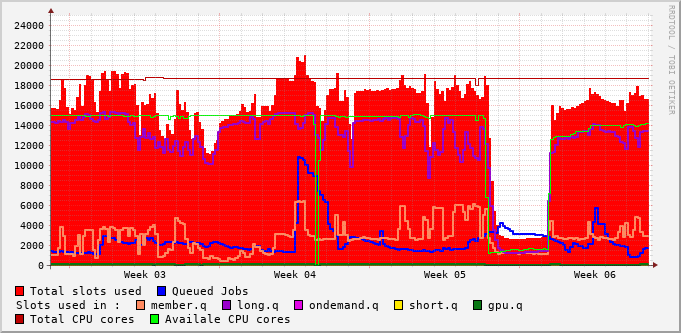 RRDTOOL / TOBI OETIKER
24000
22000
20000
18000
16000
14000
12000
10000
8000
6000
4000
2000
0
Week 03 Week 04 Week 05 Week 06
Total slots used Queued Jobs
Slots used in : member.q long.q ondemand.q short.q gpu.q
Total CPU cores Availale CPU cores